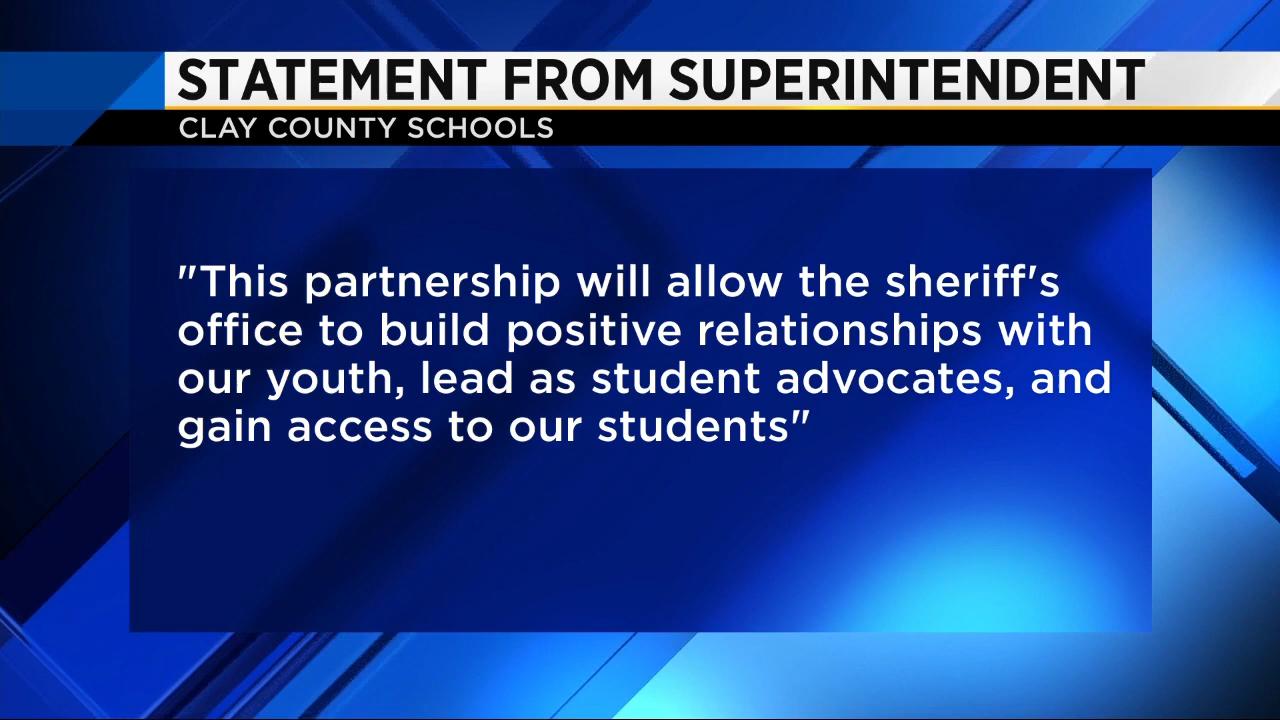 STATEMENT FROM SUPERINTENDENT
CLAY COUNTY SCHOOLS
"This partnership will allow the sheriff's
office to build positive relationships with
our youth, lead as student advocates, and
gain access to our students"